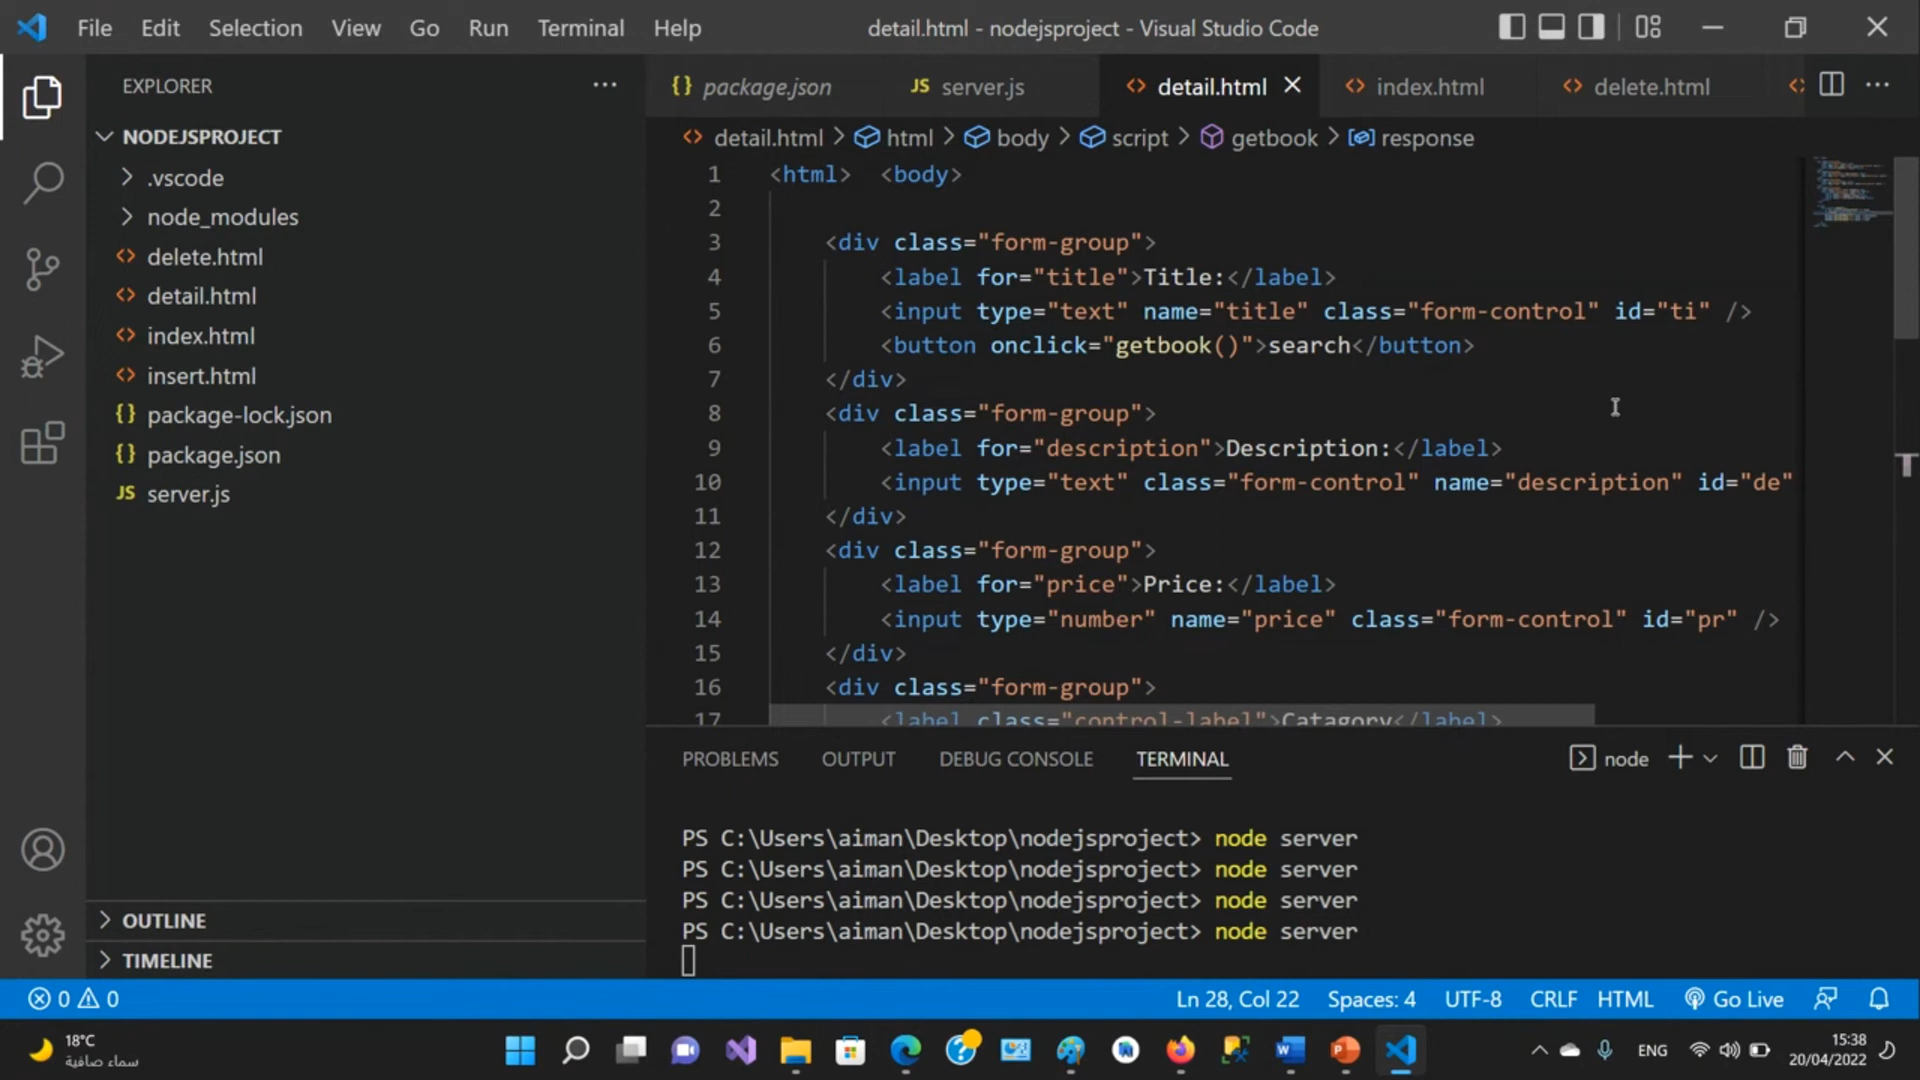 File Edit Selection View Go Run Terminal Help
detail.html - nodejsproject - Visual Studio Code
EXPLORER
NODEJSPROJECT
.vscode
node_modules
delete.html
detail.html
index.html
insert.html
package-lock.json
package.json
JS server.js
OUTLINE
TIMELINE
package.json JS server.js detail.html index.html delete.html
detail.html > html > body > script > getbook > response
1 <html> <body>
2
3 <div class="form-group">
4 <label for="title">Title:</label>
5 <input type="text" name="title" class="form-control" id="ti" />
6 <button onclick="getbook()">search</button>
7 </div>
8 <div class="form-group">
9 <label for="description">Description:</label>
10 <input type="text" class="form-control" name="description" id="de"
11 </div>
12 <div class="form-group">
13 <label for="price">Price:</label>
14 <input type="number" name="price" class="form-control" id="pr" />
15 </div>
16 <div class="form-group">
17 <label class="control-label">Catagory</label>
PROBLEMS OUTPUT DEBUG CONSOLE TERMINAL
node
PS C:\Users\aiman\Desktop\nodejsproject> node server
PS C:\Users\aiman\Desktop\nodejsproject> node server
PS C:\Users\aiman\Desktop\nodejsproject> node server
PS C:\Users\aiman\Desktop\nodejsproject> node server
0 0
Ln 28, Col 22 Spaces: 4 UTF-8 CRLF HTML Go Live
18°C
سماء صافية
ENG
15:38
20/04/2022